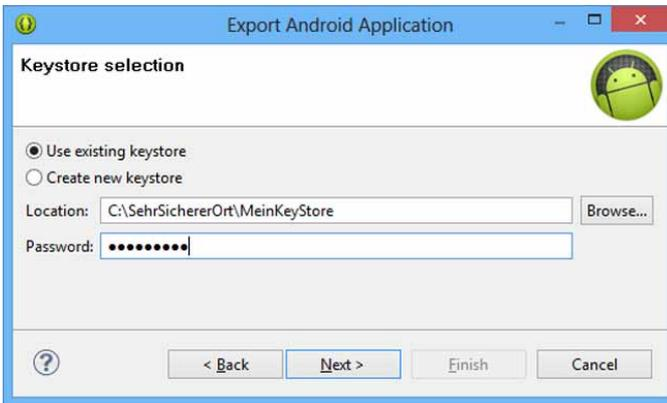 Export Android Application
Keystore selection
Use existing keystore
Create new keystore
Location: C:\SehrSichererOrt\MeinKeyStore Browse...
Password: •••••••••
? < Back Next > Finish Cancel